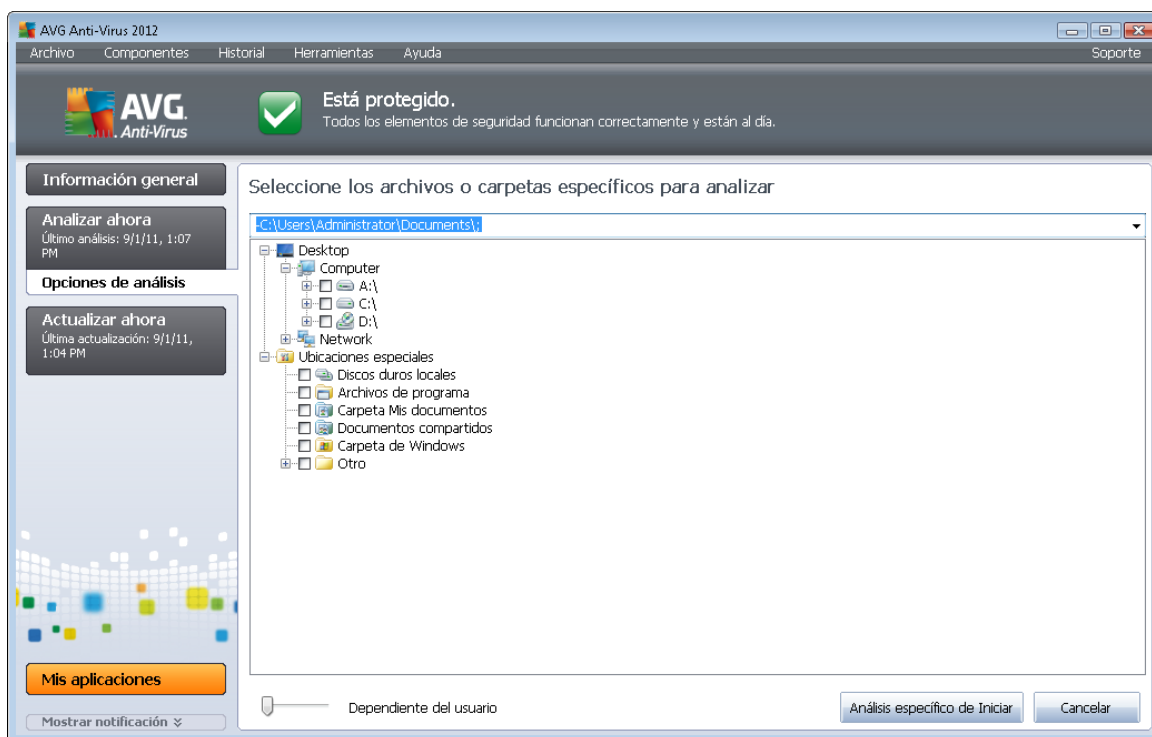 AVG Anti-Virus 2012
Archivo Componentes Historial Herramientas Ayuda Soporte
AVG.
Anti-Virus
Está protegido.
Todos los elementos de seguridad funcionan correctamente y están al día.
Información general
Analizar ahora
Último análisis: 9/1/11, 1:07
PM
Opciones de análisis
Actualizar ahora
Última actualización: 9/1/11,
1:04 PM
Seleccione los archivos o carpetas específicos para analizar
-C:\Users\Administrator\Documents\;
Desktop
Computer
A:\
C:\
D:\
Network
Ubicaciones especiales
Discos duros locales
Archivos de programa
Carpeta Mis documentos
Documentos compartidos
Carpeta de Windows
Otro
Mis aplicaciones
Mostrar notificación
Dependiente del usuario
Análisis específico de Iniciar
Cancelar